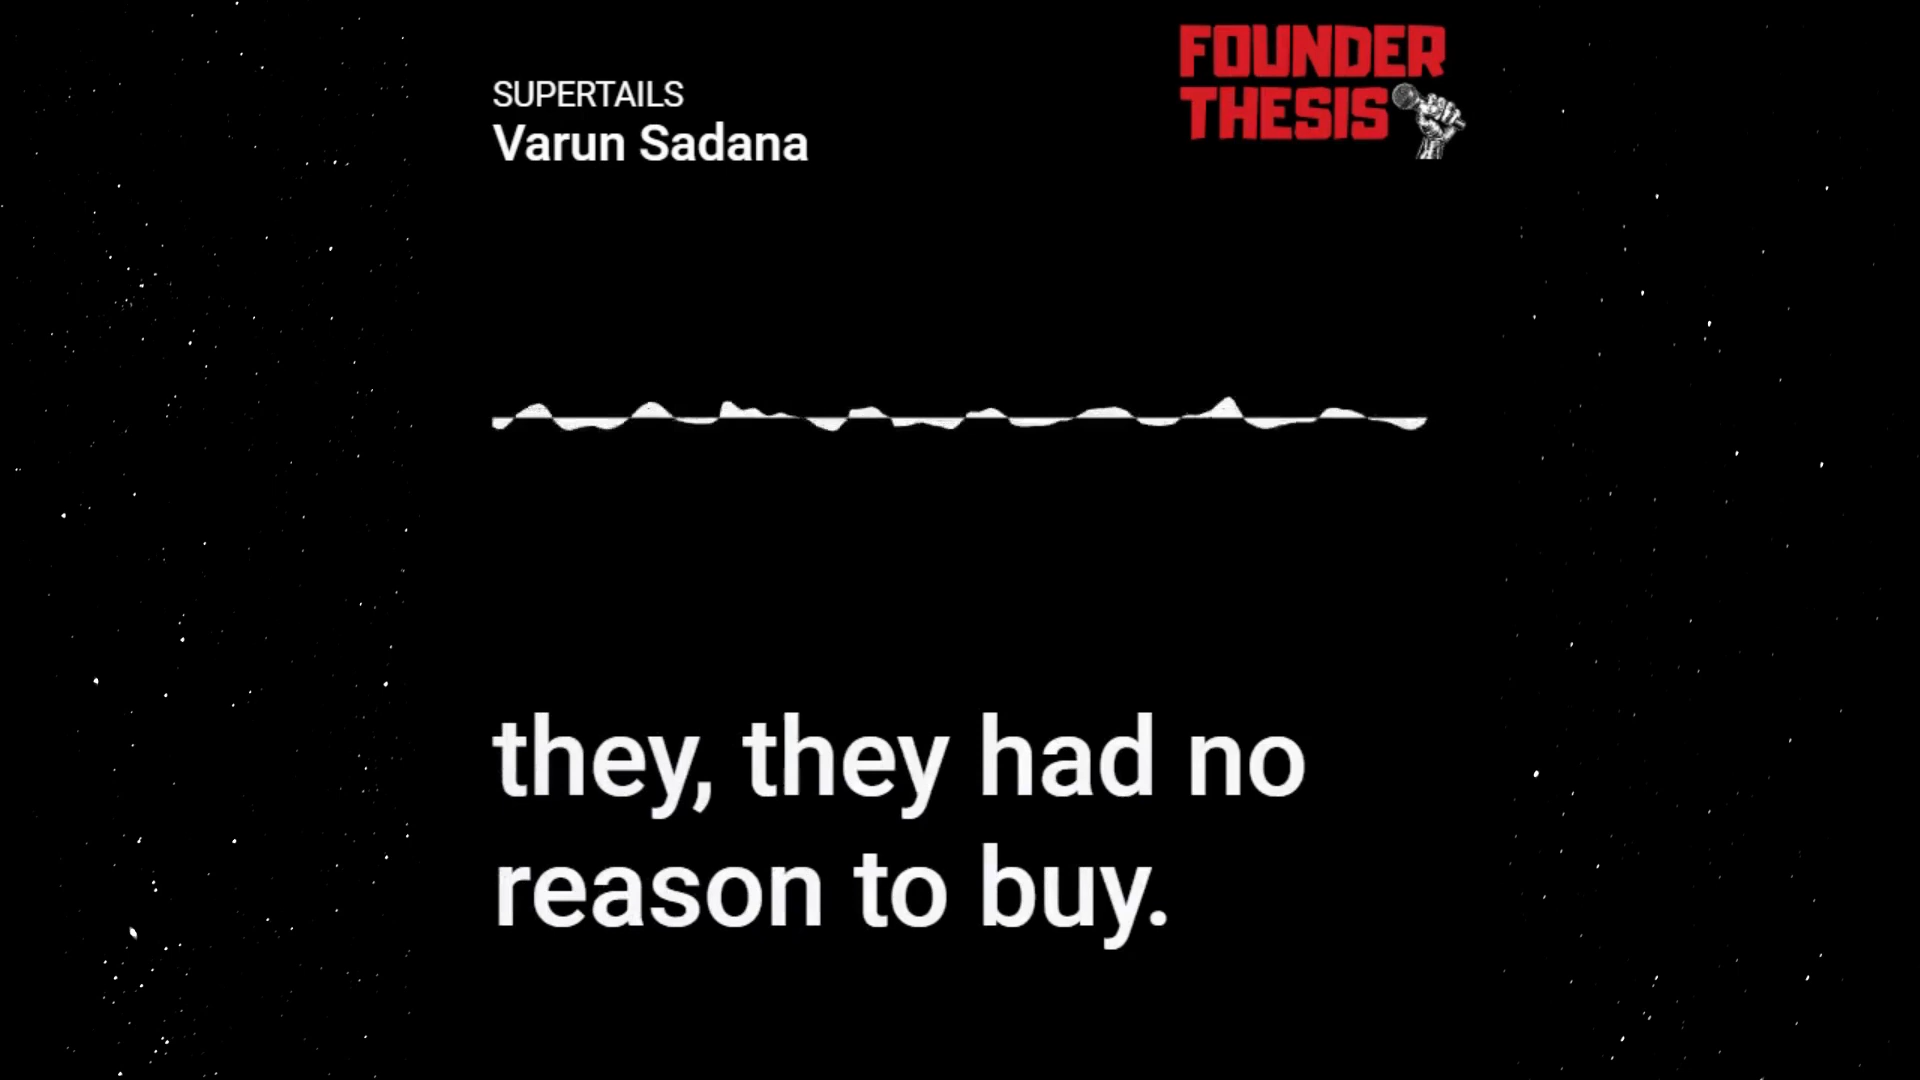 SUPERTAILS
Varun Sadana
FOUNDER
THESIS
they, they had no
reason to buy.